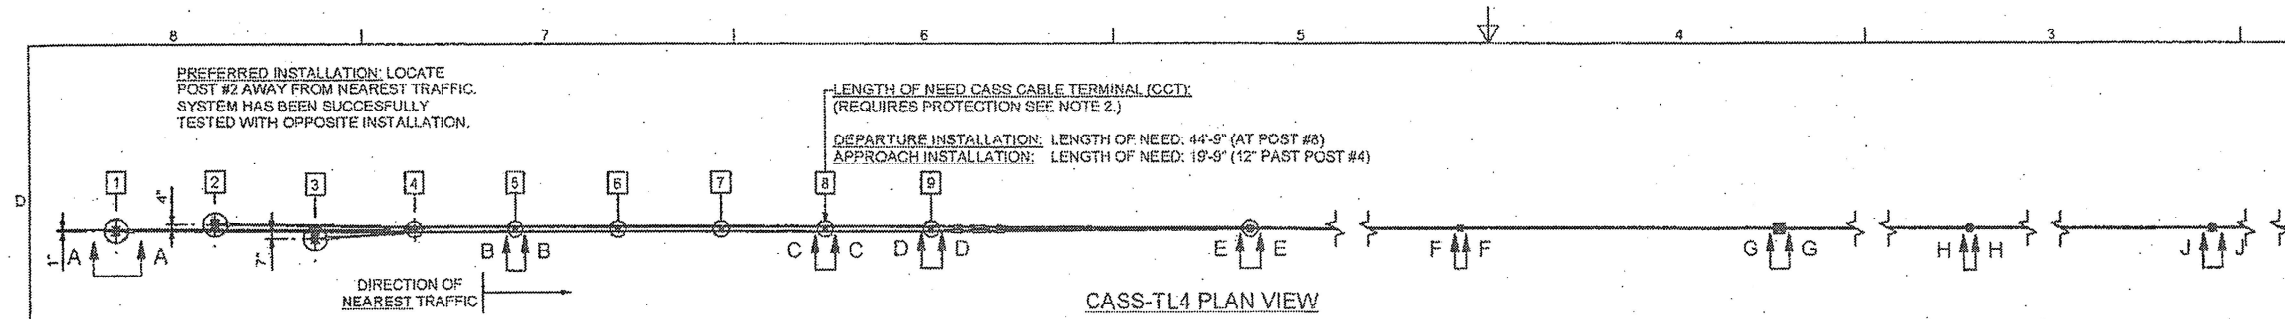 8 7 6 5 4 3
PREFERRED INSTALLATION: LOCATE
POST #2 AWAY FROM NEAREST TRAFFIC.
SYSTEM HAS BEEN SUCCESFULLY
TESTED WITH OPPOSITE INSTALLATION.
LENGTH OF NEED CASS CABLE TERMINAL (CCT):
(REQUIRES PROTECTION SEE NOTE 2.)
DEPARTURE INSTALLATION: LENGTH OF NEED: 44'-9" (AT POST #8)
APPROACH INSTALLATION: LENGTH OF NEED: 19'-9" (12" PAST POST #4)
1 2 3 4 5 6 7 8 9
D
4"
1"
7"
A A B B C C D D E E F F G G H H J J
DIRECTION OF
NEAREST TRAFFIC
CASS-TL4 PLAN VIEW